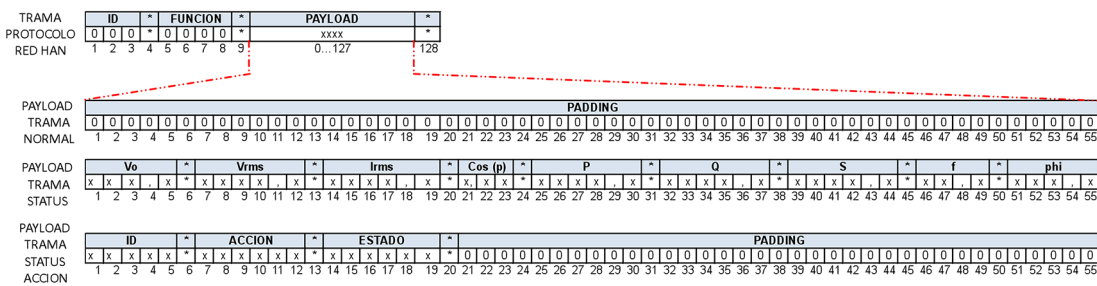 TRAMA ID * FUNCION * PAYLOAD *
PROTOCOLO 0 0 0 * 0 0 0 0 * xxxx *
RED HAN 1 2 3 4 5 6 7 8 9 0...127 128
PAYLOAD PADDING
TRAMA 0 0 0 0 0 0 0 0 0 0 0 0 0 0 0 0 0 0 0 0 0 0 0 0 0 0 0 0 0 0 0 0 0 0 0 0 0 0 0 0 0 0 0 0 0 0 0 0 0 0 0 0 0 0 0
NORMAL 1 2 3 4 5 6 7 8 9 10 11 12 13 14 15 16 17 18 19 20 21 22 23 24 25 26 27 28 29 30 31 32 33 34 35 36 37 38 39 40 41 42 43 44 45 46 47 48 49 50 51 52 53 54 55
PAYLOAD Vo * Vrms * Irms * Cos (p) * P * Q * S * f * phi
TRAMA x x x , x * x x x x , x * x x x x , x * x, x x * x x x x , x * x x x x , x * x x x x , x * x x , x * x x x , x
STATUS 1 2 3 4 5 6 7 8 9 10 11 12 13 14 15 16 17 18 19 20 21 22 23 24 25 26 27 28 29 30 31 32 33 34 35 36 37 38 39 40 41 42 43 44 45 46 47 48 49 50 51 52 53 54 55
PAYLOAD
TRAMA ID * ACCION * ESTADO * PADDING
STATUS x x x x x * x x x x x x * x x x x x x * 0 0 0 0 0 0 0 0 0 0 0 0 0 0 0 0 0 0 0 0 0 0 0 0 0 0 0 0 0 0 0 0 0 0 0
ACCION 1 2 3 4 5 6 7 8 9 10 11 12 13 14 15 16 17 18 19 20 21 22 23 24 25 26 27 28 29 30 31 32 33 34 35 36 37 38 39 40 41 42 43 44 45 46 47 48 49 50 51 52 53 54 55